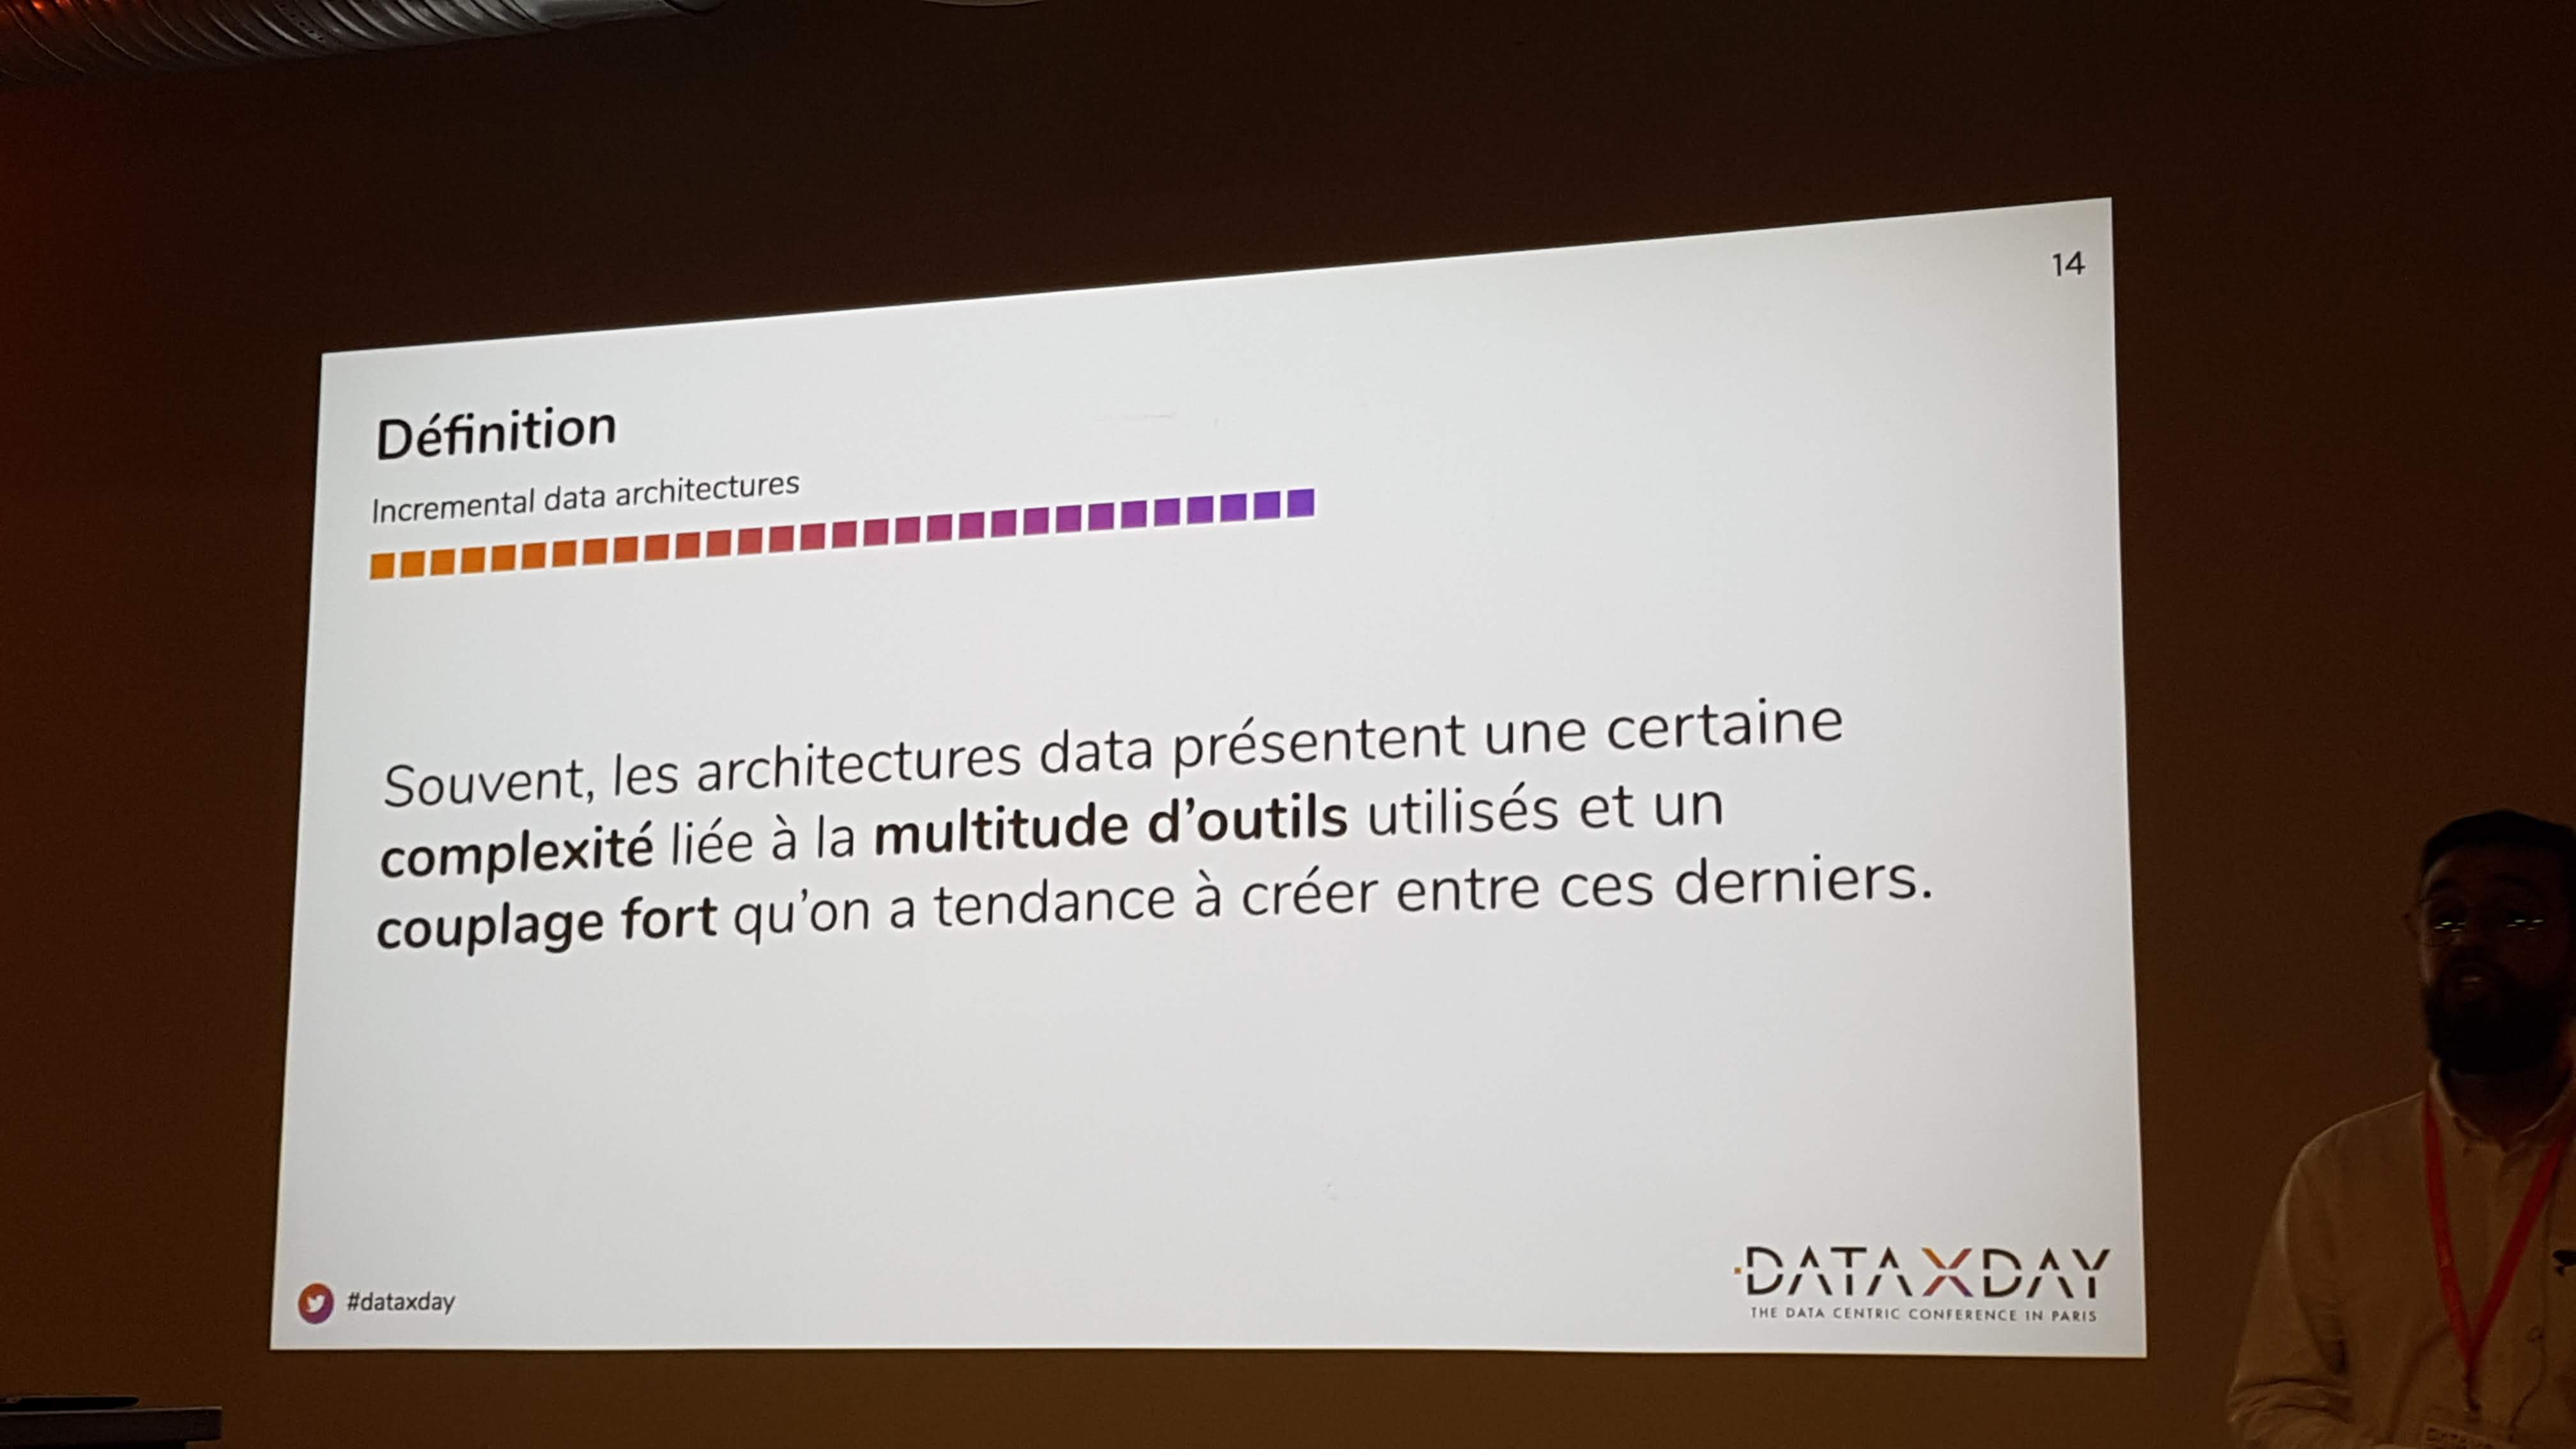 14
Définition
Incremental data architectures
Souvent, les architectures data présentent une certaine
complexité liée à la multitude d'outils utilisés et un
couplage fort qu'on a tendance à créer entre ces derniers.
#dataxday
DATAXDAY
THE DATA CENTRIC CONFERENCE IN PARIS